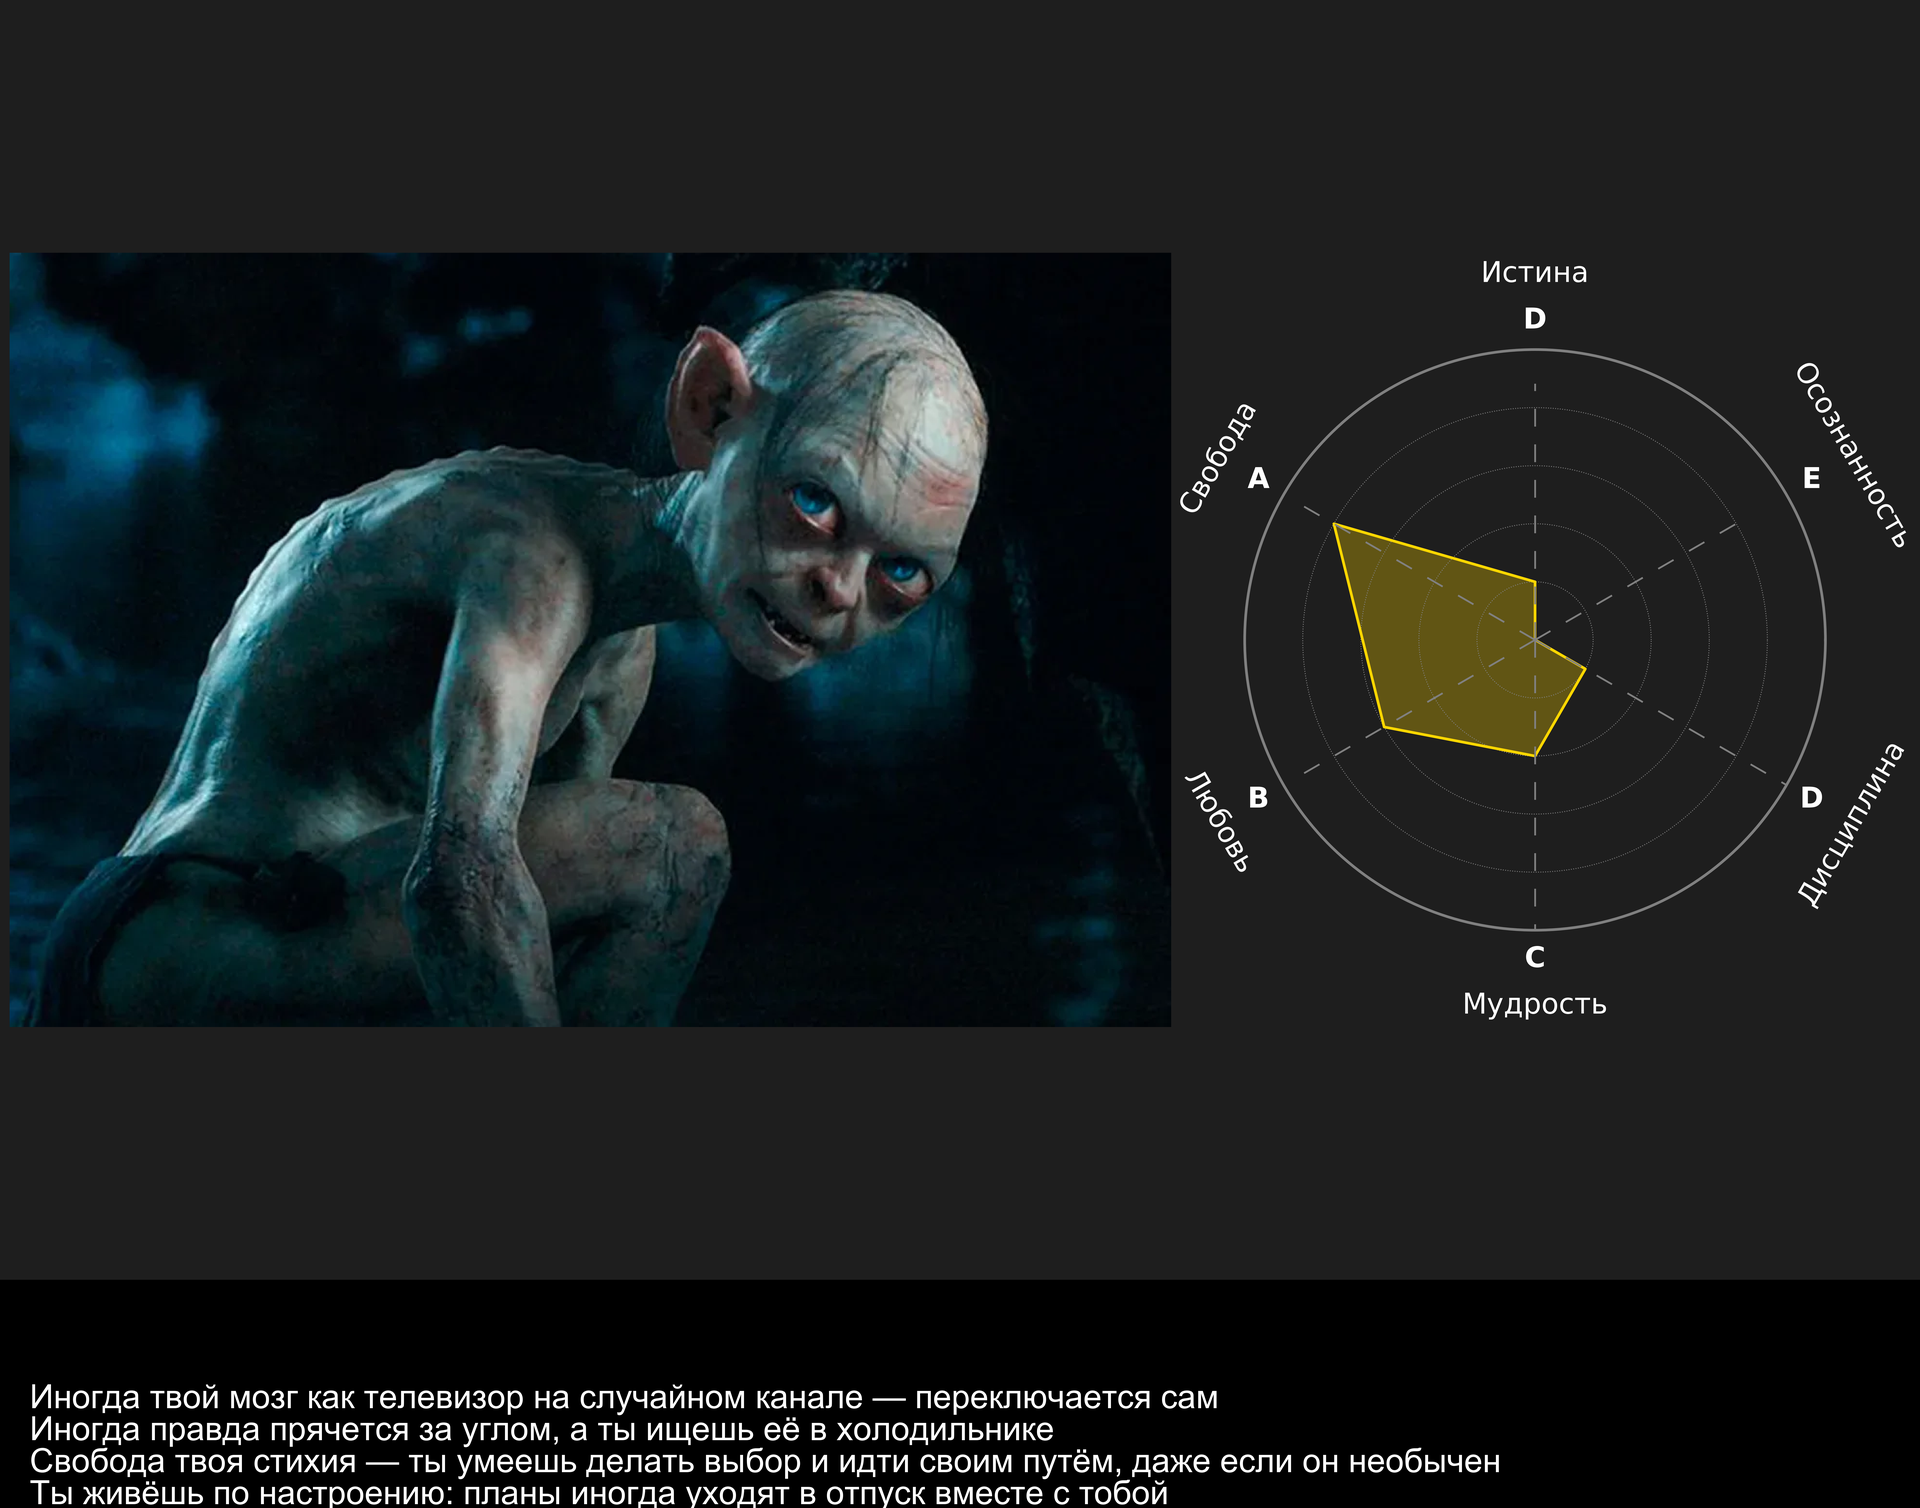 Истина
D
Осознанность
E
Свобода
A
Любовь
B
Дисциплина
D
C
Мудрость
Иногда твой мозг как телевизор на случайном канале — переключается сам
Иногда правда прячется за углом, а ты ищешь её в холодильнике
Свобода твоя стихия — ты умеешь делать выбор и идти своим путём, даже если он необычен
Ты живёшь по настроению: планы иногда уходят в отпуск вместе с тобой